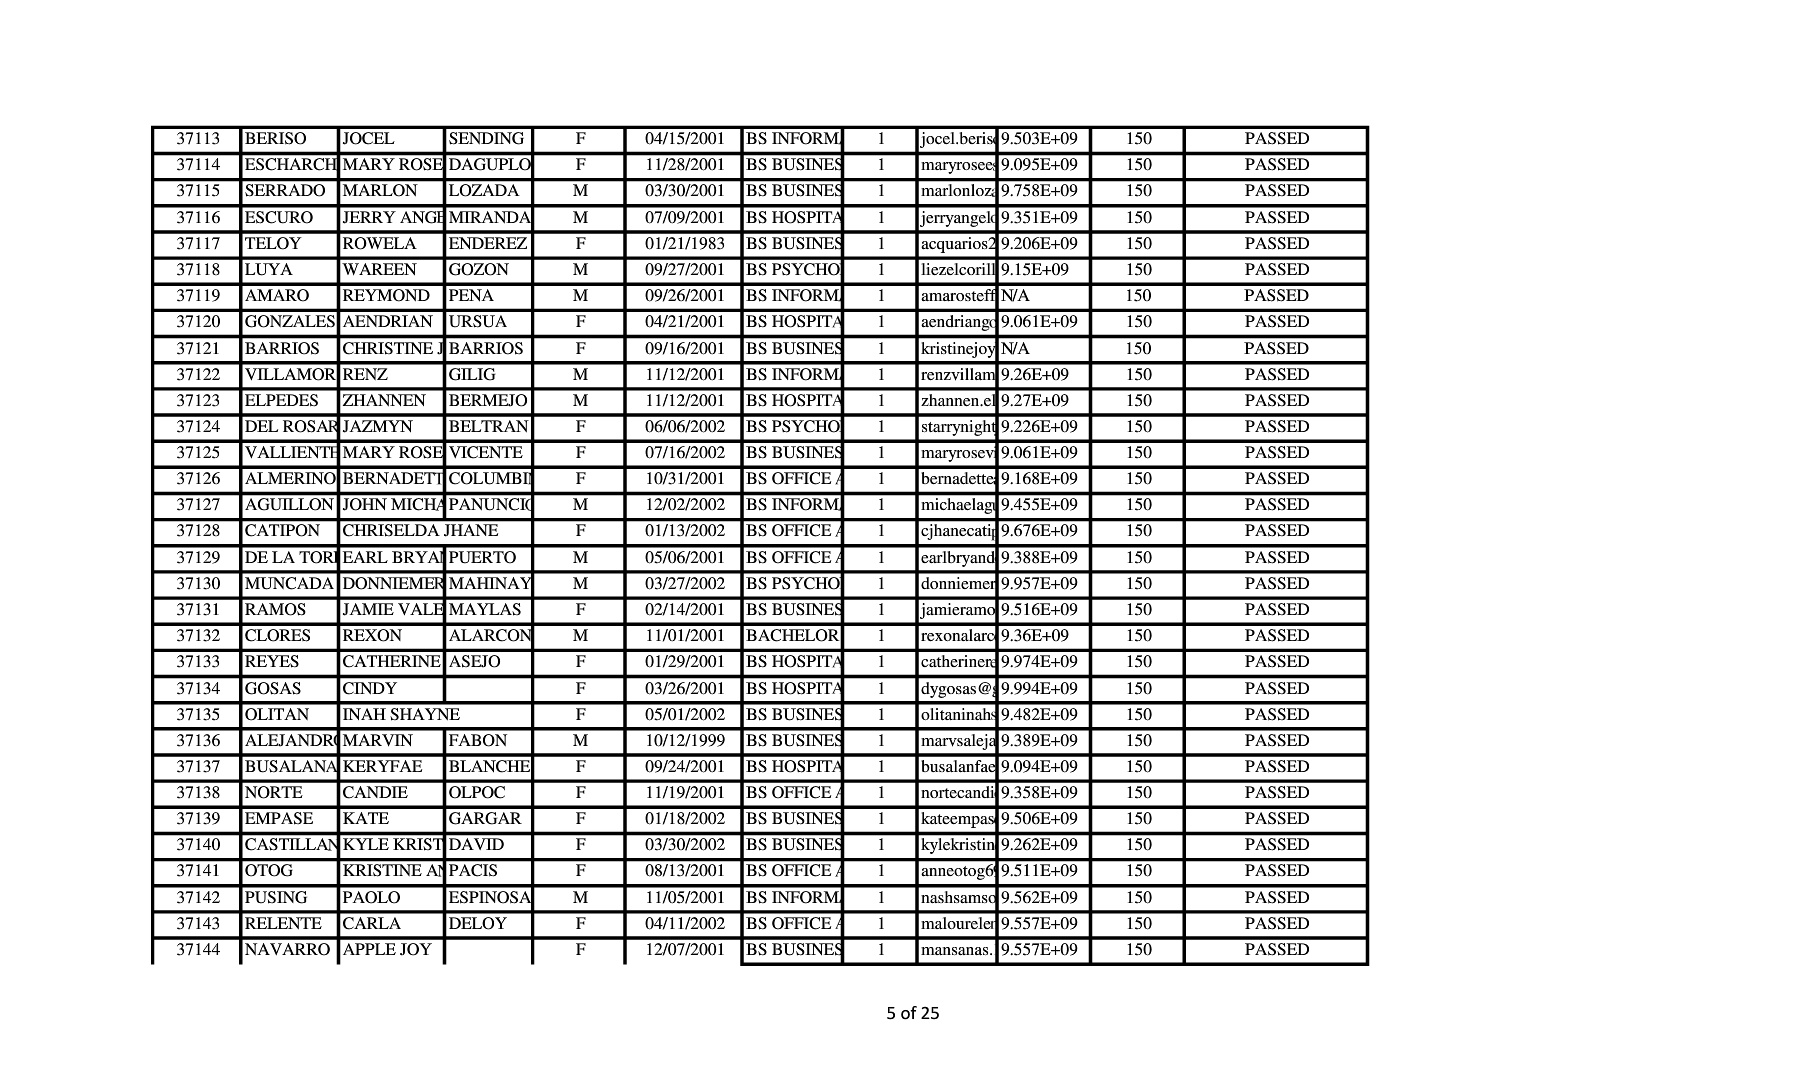 37113 BERISO JOCEL SENDING F 04/15/2001 BS INFORM 1 jocel.beris 9.503E+09 150 PASSED
37114 ESCHARCH MARY ROSE DAGUPLO F 11/28/2001 BS BUSINES 1 maryrosee 9.095E+09 150 PASSED
37115 SERRADO MARLON LOZADA M 03/30/2001 BS BUSINES 1 marlonloz 9.758E+09 150 PASSED
37116 ESCURO JERRY ANGE MIRANDA M 07/09/2001 BS HOSPITA 1 jerryangel 9.351E+09 150 PASSED
37117 TELOY ROWELA ENDEREZ F 01/21/1983 BS BUSINES 1 acquarios2 9.206E+09 150 PASSED
37118 LUYA WAREEN GOZON M 09/27/2001 BS PSYCHO 1 liezelcorill 9.15E+09 150 PASSED
37119 AMARO REYMOND PENA M 09/26/2001 BS INFORM 1 amarosteff N/A 150 PASSED
37120 GONZALES AENDRIAN URSUA F 04/21/2001 BS HOSPITA 1 aendriang 9.061E+09 150 PASSED
37121 BARRIOS CHRISTINE J BARRIOS F 09/16/2001 BS BUSINES 1 kristinejoy N/A 150 PASSED
37122 VILLAMOR RENZ GILIG M 11/12/2001 BS INFORM 1 renzvillam 9.26E+09 150 PASSED
37123 ELPEDES ZHANNEN BERMEJO M 11/12/2001 BS HOSPITA 1 zhannen.el 9.27E+09 150 PASSED
37124 DEL ROSAR JAZMYN BELTRAN F 06/06/2002 BS PSYCHO 1 starrynight 9.226E+09 150 PASSED
37125 VALLIENTE MARY ROSE VICENTE F 07/16/2002 BS BUSINES 1 maryrosev 9.061E+09 150 PASSED
37126 ALMERINO BERNADETT COLUMBI F 10/31/2001 BS OFFICE A 1 bernadette 9.168E+09 150 PASSED
37127 AGUILLON JOHN MICHA PANUNCIO M 12/02/2002 BS INFORM 1 michaelag 9.455E+09 150 PASSED
37128 CATIPON CHRISELDA JHANE F 01/13/2002 BS OFFICE A 1 cjhanecati 9.676E+09 150 PASSED
37129 DE LA TOR EARL BRYA PUERTO M 05/06/2001 BS OFFICE A 1 earlbryand 9.388E+09 150 PASSED
37130 MUNCADA DONNIEMER MAHINAY M 03/27/2002 BS PSYCHO 1 donniemer 9.957E+09 150 PASSED
37131 RAMOS JAMIE VALE MAYLAS F 02/14/2001 BS BUSINES 1 jamieramo 9.516E+09 150 PASSED
37132 CLORES REXON ALARCON M 11/01/2001 BACHELOR 1 rexonalarc 9.36E+09 150 PASSED
37133 REYES CATHERINE ASEJO F 01/29/2001 BS HOSPITA 1 catherinere 9.974E+09 150 PASSED
37134 GOSAS CINDY F 03/26/2001 BS HOSPITA 1 dygosas@g 9.994E+09 150 PASSED
37135 OLITAN INAH SHAYNE F 05/01/2002 BS BUSINES 1 olitaninahs 9.482E+09 150 PASSED
37136 ALEJANDRO MARVIN FABON M 10/12/1999 BS BUSINES 1 marvsaleja 9.389E+09 150 PASSED
37137 BUSALANA KERYFAE BLANCHE F 09/24/2001 BS HOSPITA 1 busalanfae 9.094E+09 150 PASSED
37138 NORTE CANDIE OLPOC F 11/19/2001 BS OFFICE A 1 nortecandi 9.358E+09 150 PASSED
37139 EMPASE KATE GARGAR F 01/18/2002 BS BUSINES 1 kateempas 9.506E+09 150 PASSED
37140 CASTILLAN KYLE KRIST DAVID F 03/30/2002 BS BUSINES 1 kylekristin 9.262E+09 150 PASSED
37141 OTOG KRISTINE AN PACIS F 08/13/2001 BS OFFICE A 1 anneotog6 9.511E+09 150 PASSED
37142 PUSING PAOLO ESPINOSA M 11/05/2001 BS INFORM 1 nashsamso 9.562E+09 150 PASSED
37143 RELENTE CARLA DELOY F 04/11/2002 BS OFFICE A 1 malourelen 9.557E+09 150 PASSED
37144 NAVARRO APPLE JOY F 12/07/2001 BS BUSINES 1 mansanas. 9.557E+09 150 PASSED
5 of 25